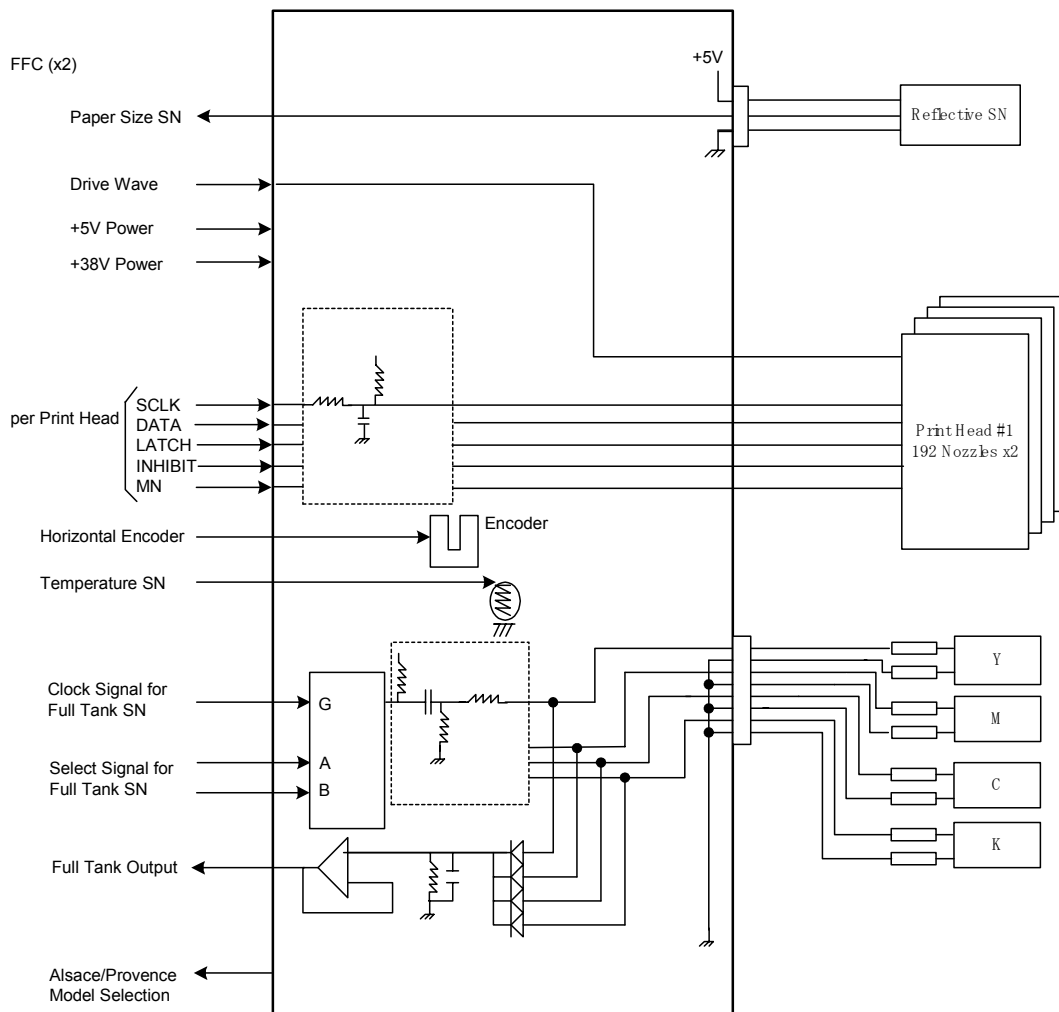 FFC (x2)
+5V
Paper Size SN
Reflective SN
Drive Wave
+5V Power
+38V Power
per Print Head
SCLK
DATA
LATCH
INHIBIT
MN
Print Head #1
192 Nozzles x2
Horizontal Encoder
Encoder
Temperature SN
Clock Signal for
Full Tank SN
G
Select Signal for
Full Tank SN
A
B
Y
M
C
K
Full Tank Output
Alsace/Provence
Model Selection